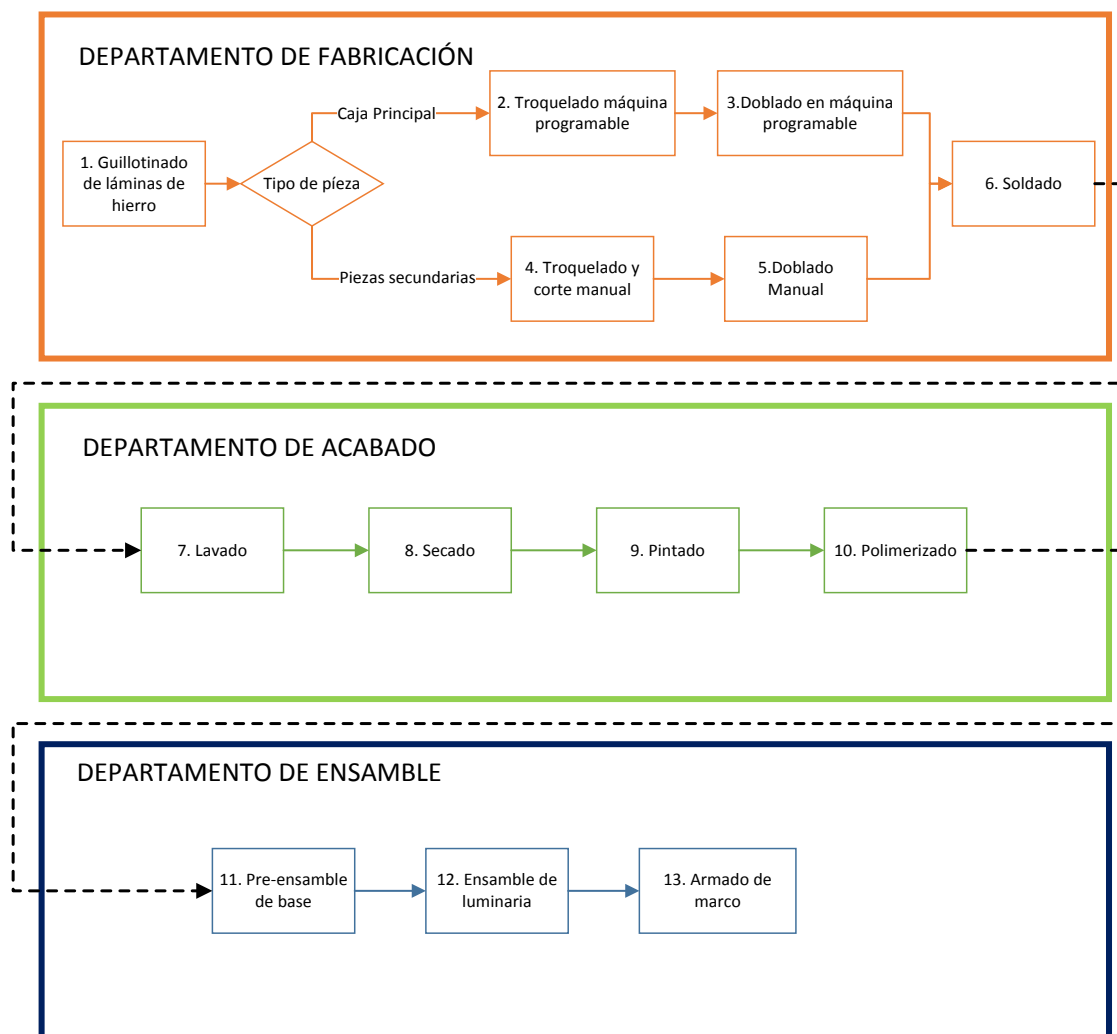 DEPARTAMENTO DE FABRICACIÓN
Caja Principal
2. Troquelado máquina
programable
3.Doblado en máquina
programable
1. Guillotinado
de láminas de
hierro
Tipo de píeza
6. Soldado
Piezas secundarias
4. Troquelado y
corte manual
5.Doblado
Manual
DEPARTAMENTO DE ACABADO
7. Lavado
8. Secado
9. Pintado
10. Polimerizado
DEPARTAMENTO DE ENSAMBLE
11. Pre-ensamble
de base
12. Ensamble de
luminaria
13. Armado de
marco